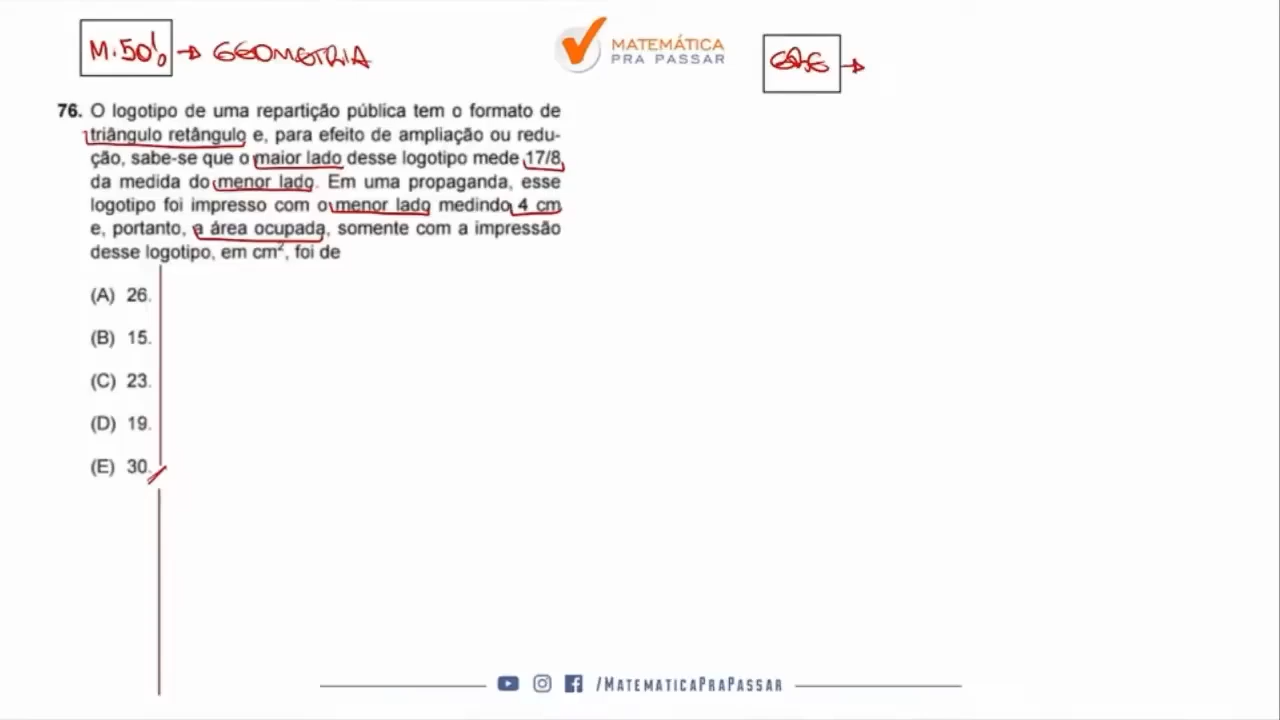 M.50% → GEOMETRIA
MATEMÁTICA
PRA PASSAR
76. O logotipo de uma repartição pública tem o formato de
triângulo retângulo e, para efeito de ampliação ou redu-
ção, sabe-se que o maior lado desse logotipo mede 17/8
da medida do menor lado. Em uma propaganda, esse
logotipo foi impresso com o menor lado medindo 4 cm
e, portanto, a área ocupada, somente com a impressão
desse logotipo, em cm², foi de
(A) 26.
(B) 15.
(C) 23.
(D) 19.
(E) 30.
/MATEMATICAPRAPASSAR